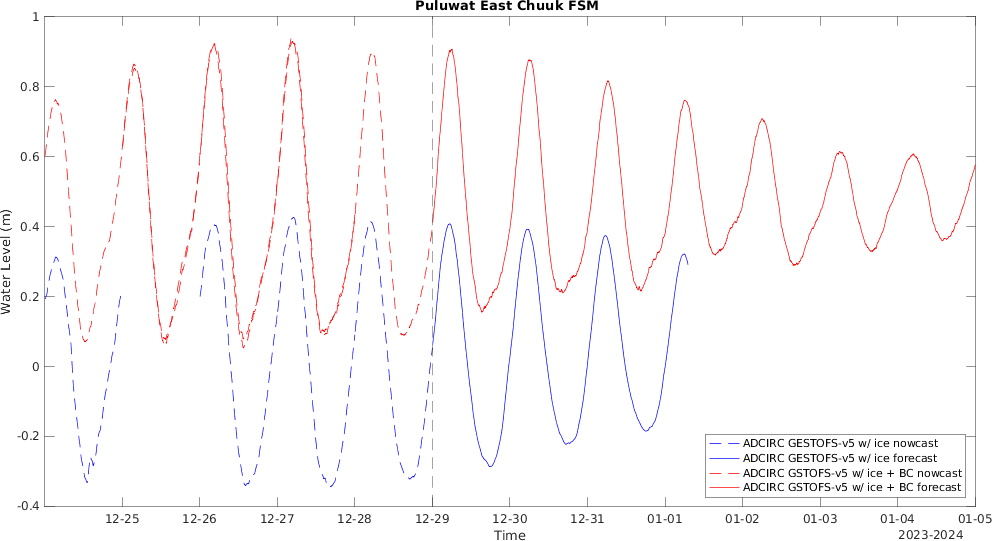 Puluwat East Chuuk FSM
1
0.8
0.6
0.4
0.2
0
-0.2
-0.4
Water Level (m)
ADCIRC GESTOFS-v5 w/ ice nowcast
ADCIRC GESTOFS-v5 w/ ice forecast
ADCIRC GSTOFS-v5 w/ ice + BC nowcast
ADCIRC GSTOFS-v5 w/ ice + BC forecast
12-25 12-26 12-27 12-28 12-29 12-30 12-31 01-01 01-02 01-03 01-04 01-05
Time
2023-2024